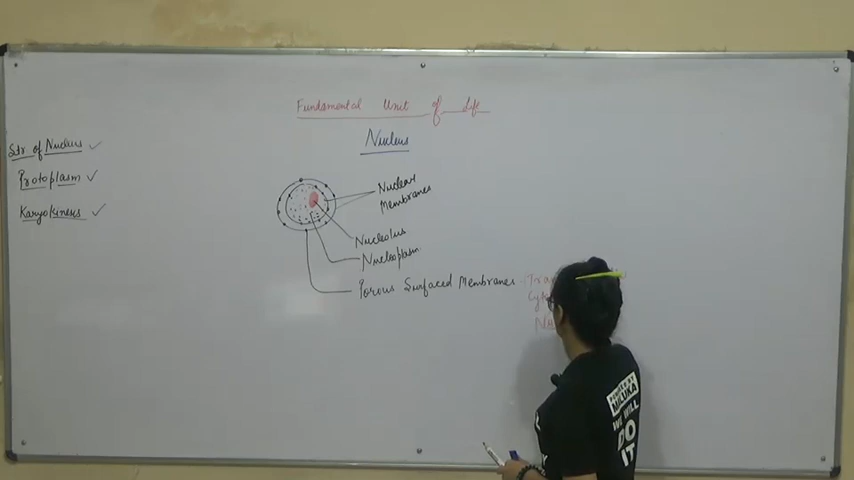 Fundamental Unit of Life
Nucleus
Str of Nucleus ✓
Protoplasm ✓
Karyokinesis ✓
Nuclear
Membranes
Nucleolus
Nucleoplasm
Porous Surfaced Membranes
MILUKA
WE WILL
DO
IT